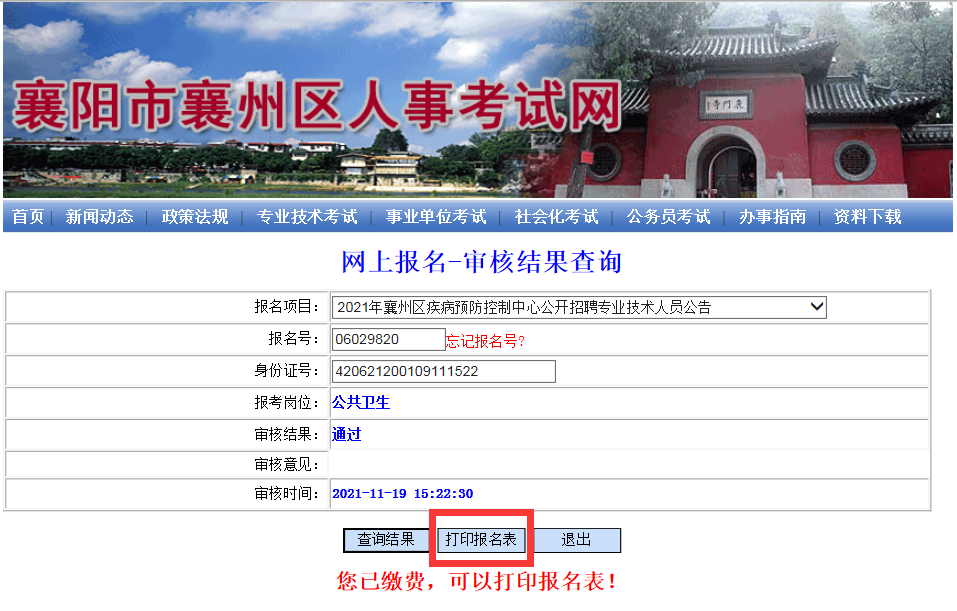 襄阳市襄州区人事考试网
首页 | 新闻动态 | 政策法规 | 专业技术考试 | 事业单位考试 | 社会化考试 | 公务员考试 | 办事指南 | 资料下载
网上报名-审核结果查询
报名项目： 2021年襄州区疾病预防控制中心公开招聘专业技术人员公告
报名号： 06029820 忘记报名号?
身份证号： 420621200109111522
报考岗位： 公共卫生
审核结果： 通过
审核意见：
审核时间： 2021-11-19 15:22:30
查询结果 打印报名表 退出
您已缴费，可以打印报名表！